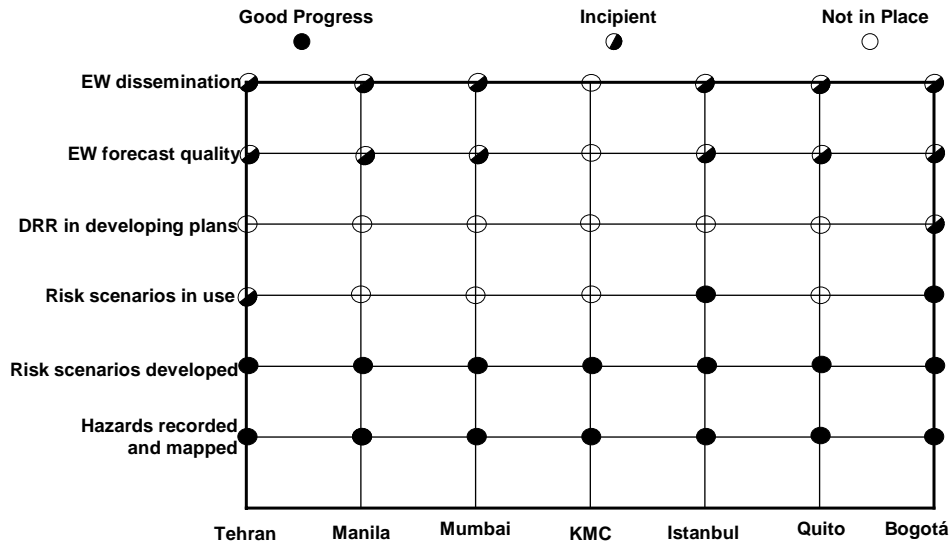 Good Progress
Incipient
Not in Place
EW dissemination
EW forecast quality
DRR in developing plans
Risk scenarios in use
Risk scenarios developed
Hazards recorded
and mapped
Tehran
Manila
Mumbai
KMC
Istanbul
Quito
Bogotá